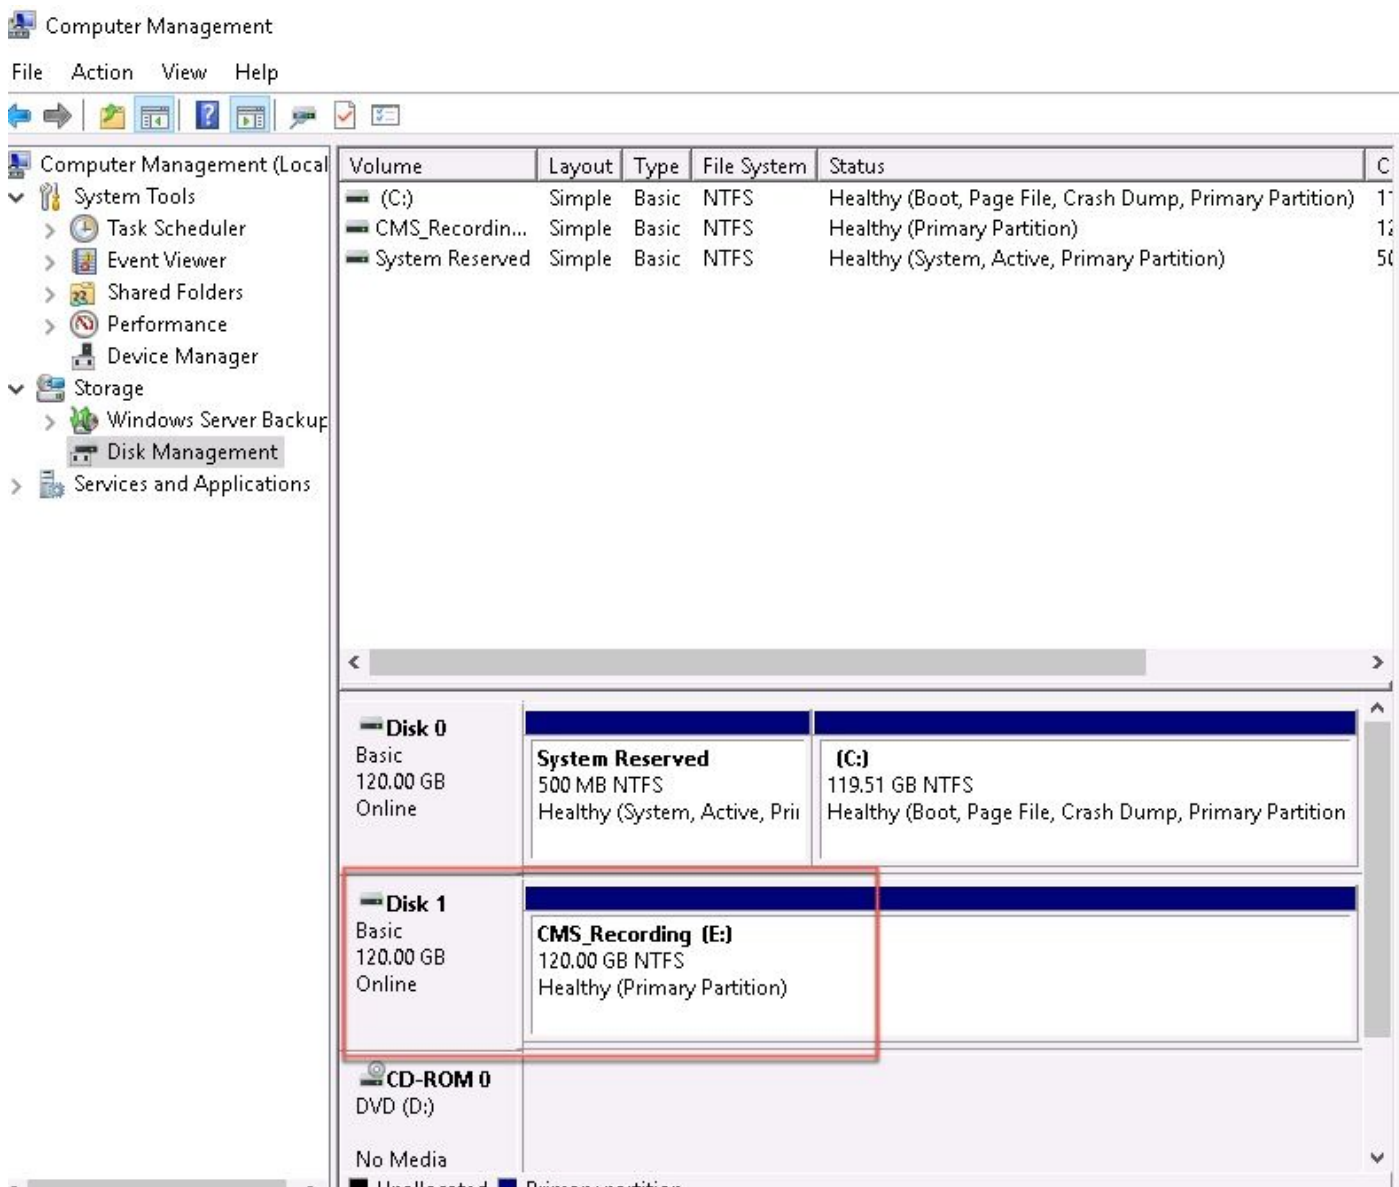 Computer Management
File Action View Help
Computer Management (Local
System Tools
Task Scheduler
Event Viewer
Shared Folders
Performance
Device Manager
Storage
Windows Server Backup
Disk Management
Services and Applications
Volume Layout Type File System Status C
(C:) Simple Basic NTFS Healthy (Boot, Page File, Crash Dump, Primary Partition)
CMS_Recordin... Simple Basic NTFS Healthy (Primary Partition)
System Reserved Simple Basic NTFS Healthy (System, Active, Primary Partition)
Disk 0
Basic
120.00 GB
Online
System Reserved
500 MB NTFS
Healthy (System, Active, Pri
(C:)
119.51 GB NTFS
Healthy (Boot, Page File, Crash Dump, Primary Partition
Disk 1
Basic
120.00 GB
Online
CMS_Recording (E:)
120.00 GB NTFS
Healthy (Primary Partition)
CD-ROM 0
DVD (D:)
No Media
Unallocated Primary partition